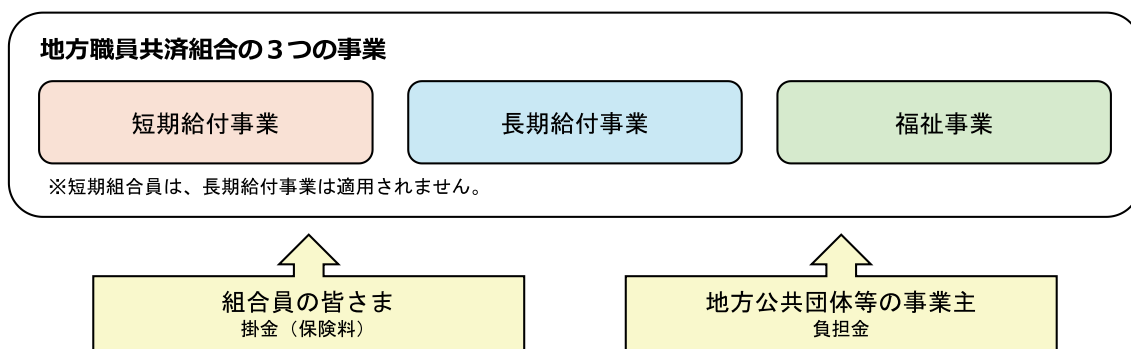 地方職員共済組合の３つの事業
短期給付事業
長期給付事業
福祉事業
※短期組合員は、長期給付事業は適用されません。
組合員の皆さま
掛金（保険料）
地方公共団体等の事業主
負担金